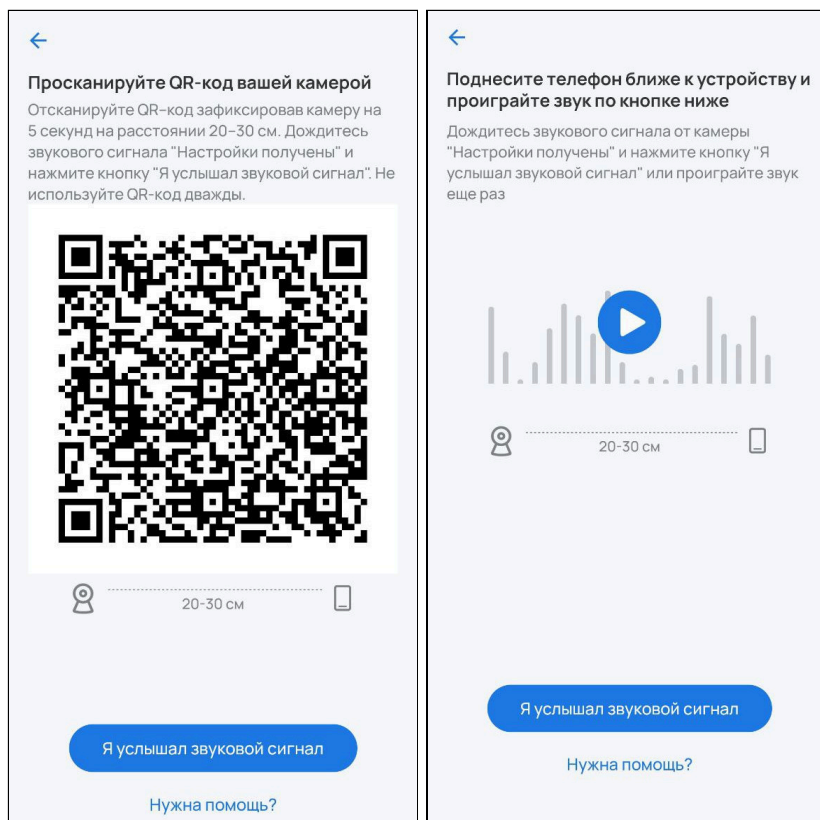 Просканируйте QR-код вашей камерой
Отсканируйте QR-код зафиксировав камеру на
5 секунд на расстоянии 20-30 см. Дождитесь
звукового сигнала "Настройки получены" и
нажмите кнопку "Я услышал звуковой сигнал". Не
используйте QR-код дважды.
20-30 см
Я услышал звуковой сигнал
Нужна помощь?
Поднесите телефон ближе к устройству и
проиграйте звук по кнопке ниже
Дождитесь звукового сигнала от камеры
"Настройки получены" и нажмите кнопку "Я
услышал звуковой сигнал" или проиграйте звук
еще раз
20-30 см
Я услышал звуковой сигнал
Нужна помощь?